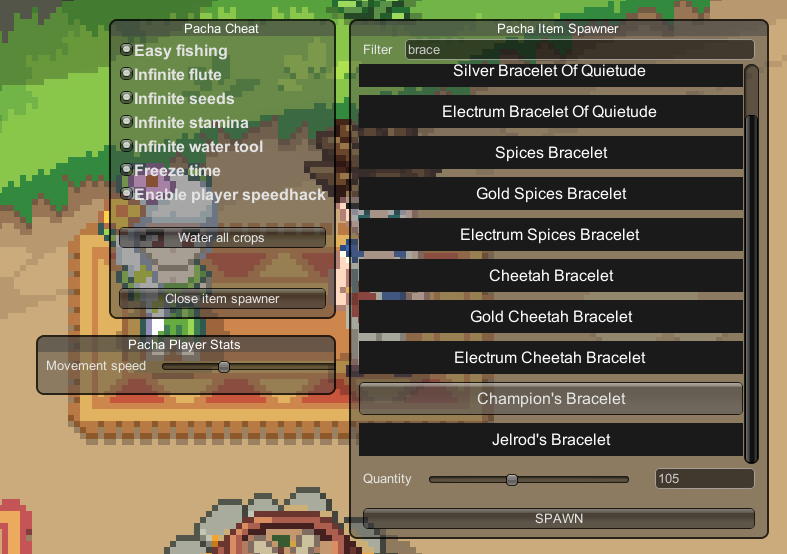 Pacha Cheat
Easy fishing
Infinite flute
Infinite seeds
Infinite stamina
Infinite water tool
Freeze time
Enable player speedhack
Water all crops
Close item spawner
Pacha Player Stats
Movement speed
Pacha Item Spawner
Filter brace
Silver Bracelet Of Quietude
Electrum Bracelet Of Quietude
Spices Bracelet
Gold Spices Bracelet
Electrum Spices Bracelet
Cheetah Bracelet
Gold Cheetah Bracelet
Electrum Cheetah Bracelet
Champion's Bracelet
Jelrod's Bracelet
Quantity 105
SPAWN